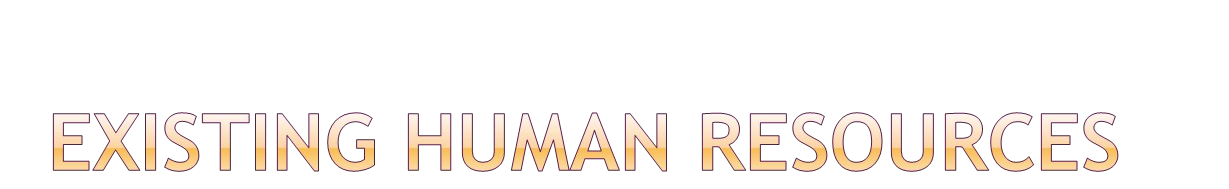 EXISTING HUMAN RESOURCES